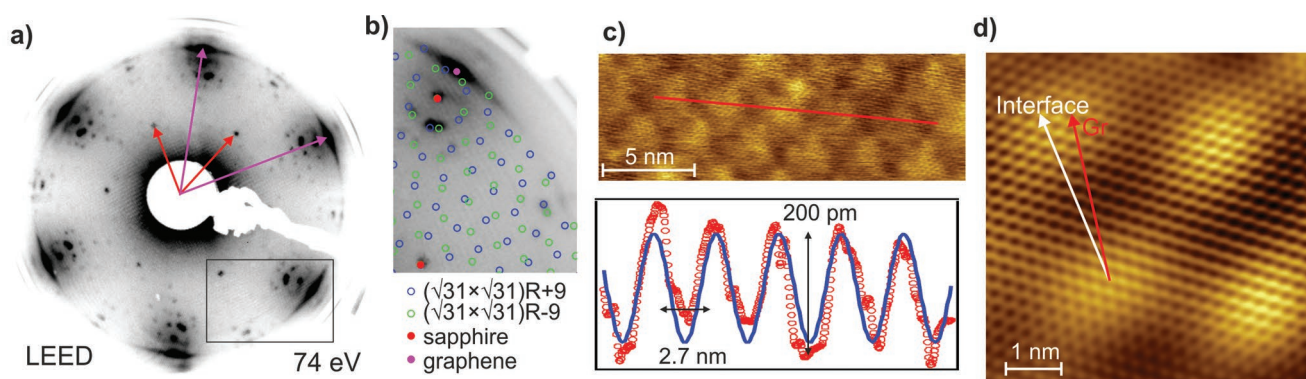 a)
LEED
74 eV
b)
(√31×√31)R+9
(√31×√31)R-9
sapphire
graphene
c)
5 nm
200 pm
2.7 nm
d)
Interface
Gr
1 nm